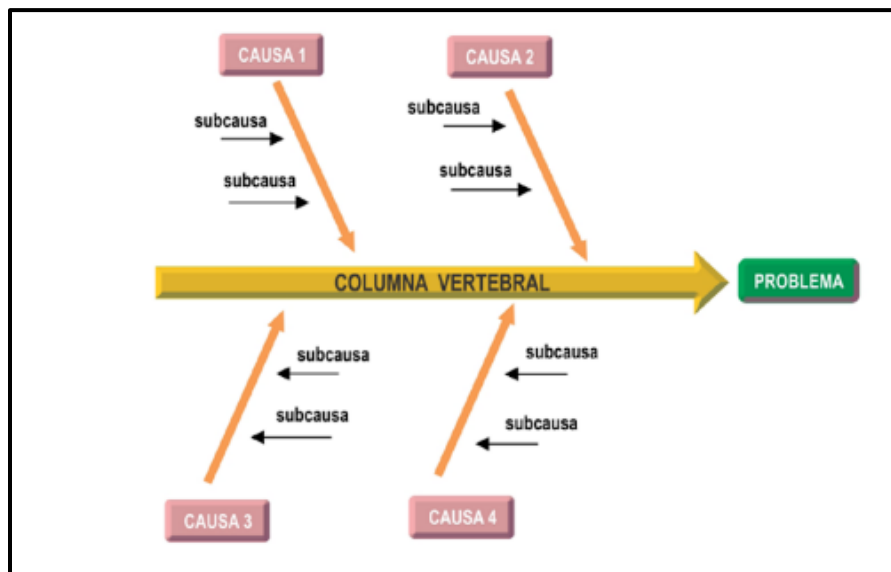 CAUSA 1
CAUSA 2
subcausa
subcausa
subcausa
subcausa
COLUMNA VERTEBRAL
PROBLEMA
subcausa
subcausa
subcausa
subcausa
CAUSA 3
CAUSA 4